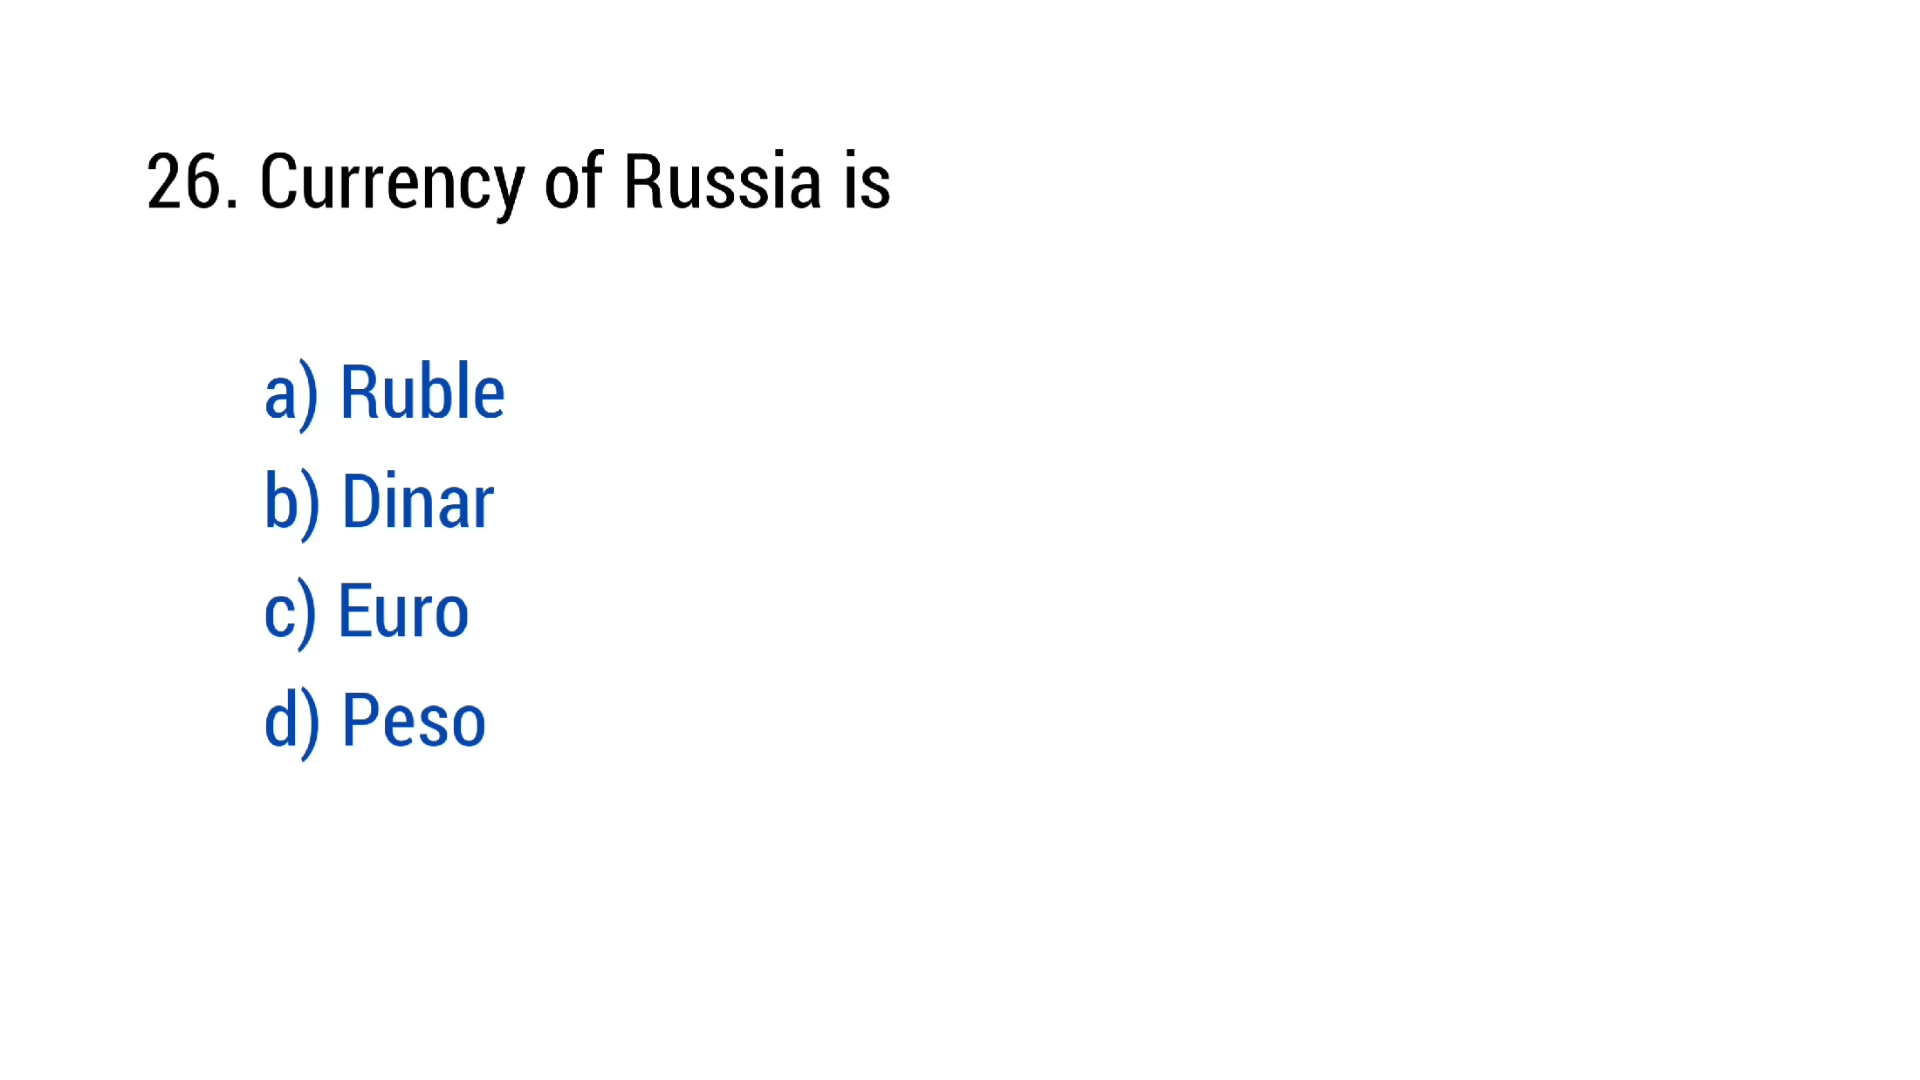 26. Currency of Russia is
a) Ruble
b) Dinar
c) Euro
d) Peso